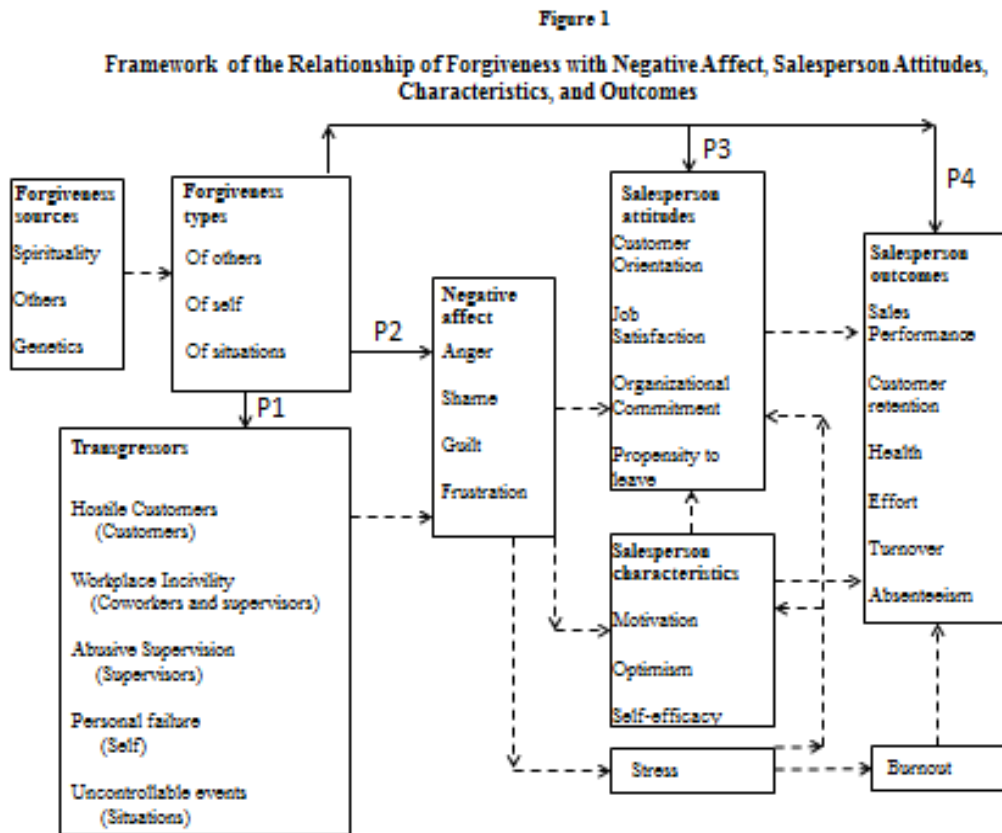 Figure 1
Framework of the Relationship of Forgiveness with Negative Affect, Salesperson Attitudes,
Characteristics, and Outcomes
P3
P4
Forgiveness
sources
Spirituality
Others
Genetics
Forgiveness
types
Of others
Of self
Of situations
P2
P1
Transgressors
Hostile Customers
(Customers)
Workplace Incivility
(Coworkers and supervisors)
Abusive Supervision
(Supervisors)
Personal failure
(Self)
Uncontrollable events
(Situations)
Negative
affect
Anger
Shame
Guilt
Frustration
Salesperson
attitudes
Customer
Orientation
Job
Satisfaction
Organizational
Commitment
Propensity to
leave
Salesperson
characteristics
Motivation
Optimism
Self-efficacy
Stress
Salesperson
outcomes
Sales
Performance
Customer
retention
Health
Effort
Turnover
Absenteeism
Burnout